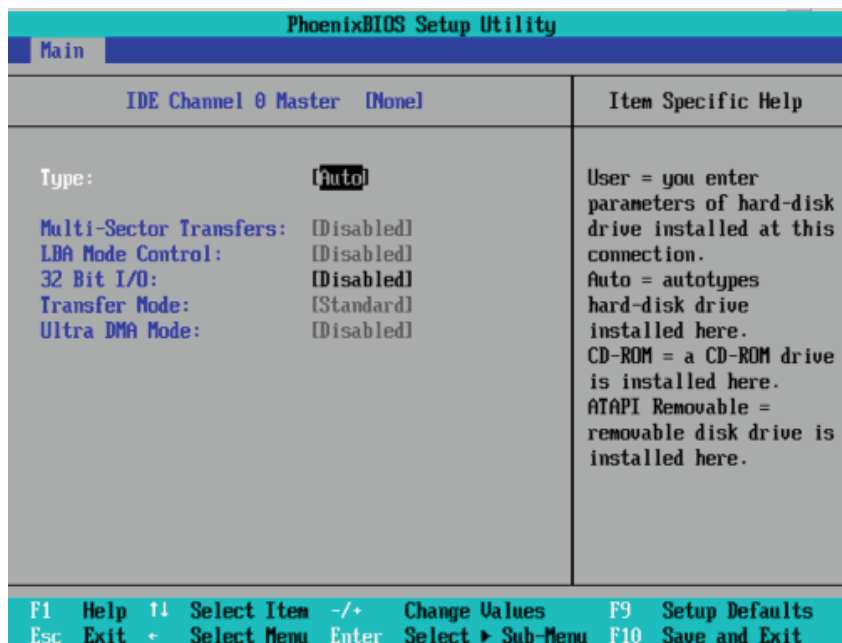 PhoenixBIOS Setup Utility
Main
IDE Channel 0 Master [None]
Item Specific Help
Type: [Auto]
Multi-Sector Transfers: [Disabled]
LBA Mode Control: [Disabled]
32 Bit I/O: [Disabled]
Transfer Mode: [Standard]
Ultra DMA Mode: [Disabled]
User = you enter
parameters of hard-disk
drive installed at this
connection.
Auto = autotypes
hard-disk drive
installed here.
CD-ROM = a CD-ROM drive
is installed here.
ATAPI Removable =
removable disk drive is
installed here.
F1 Help ↑↓ Select Item -/+ Change Values F9 Setup Defaults
Esc Exit ← Select Menu Enter Select ▶ Sub-Menu F10 Save and Exit